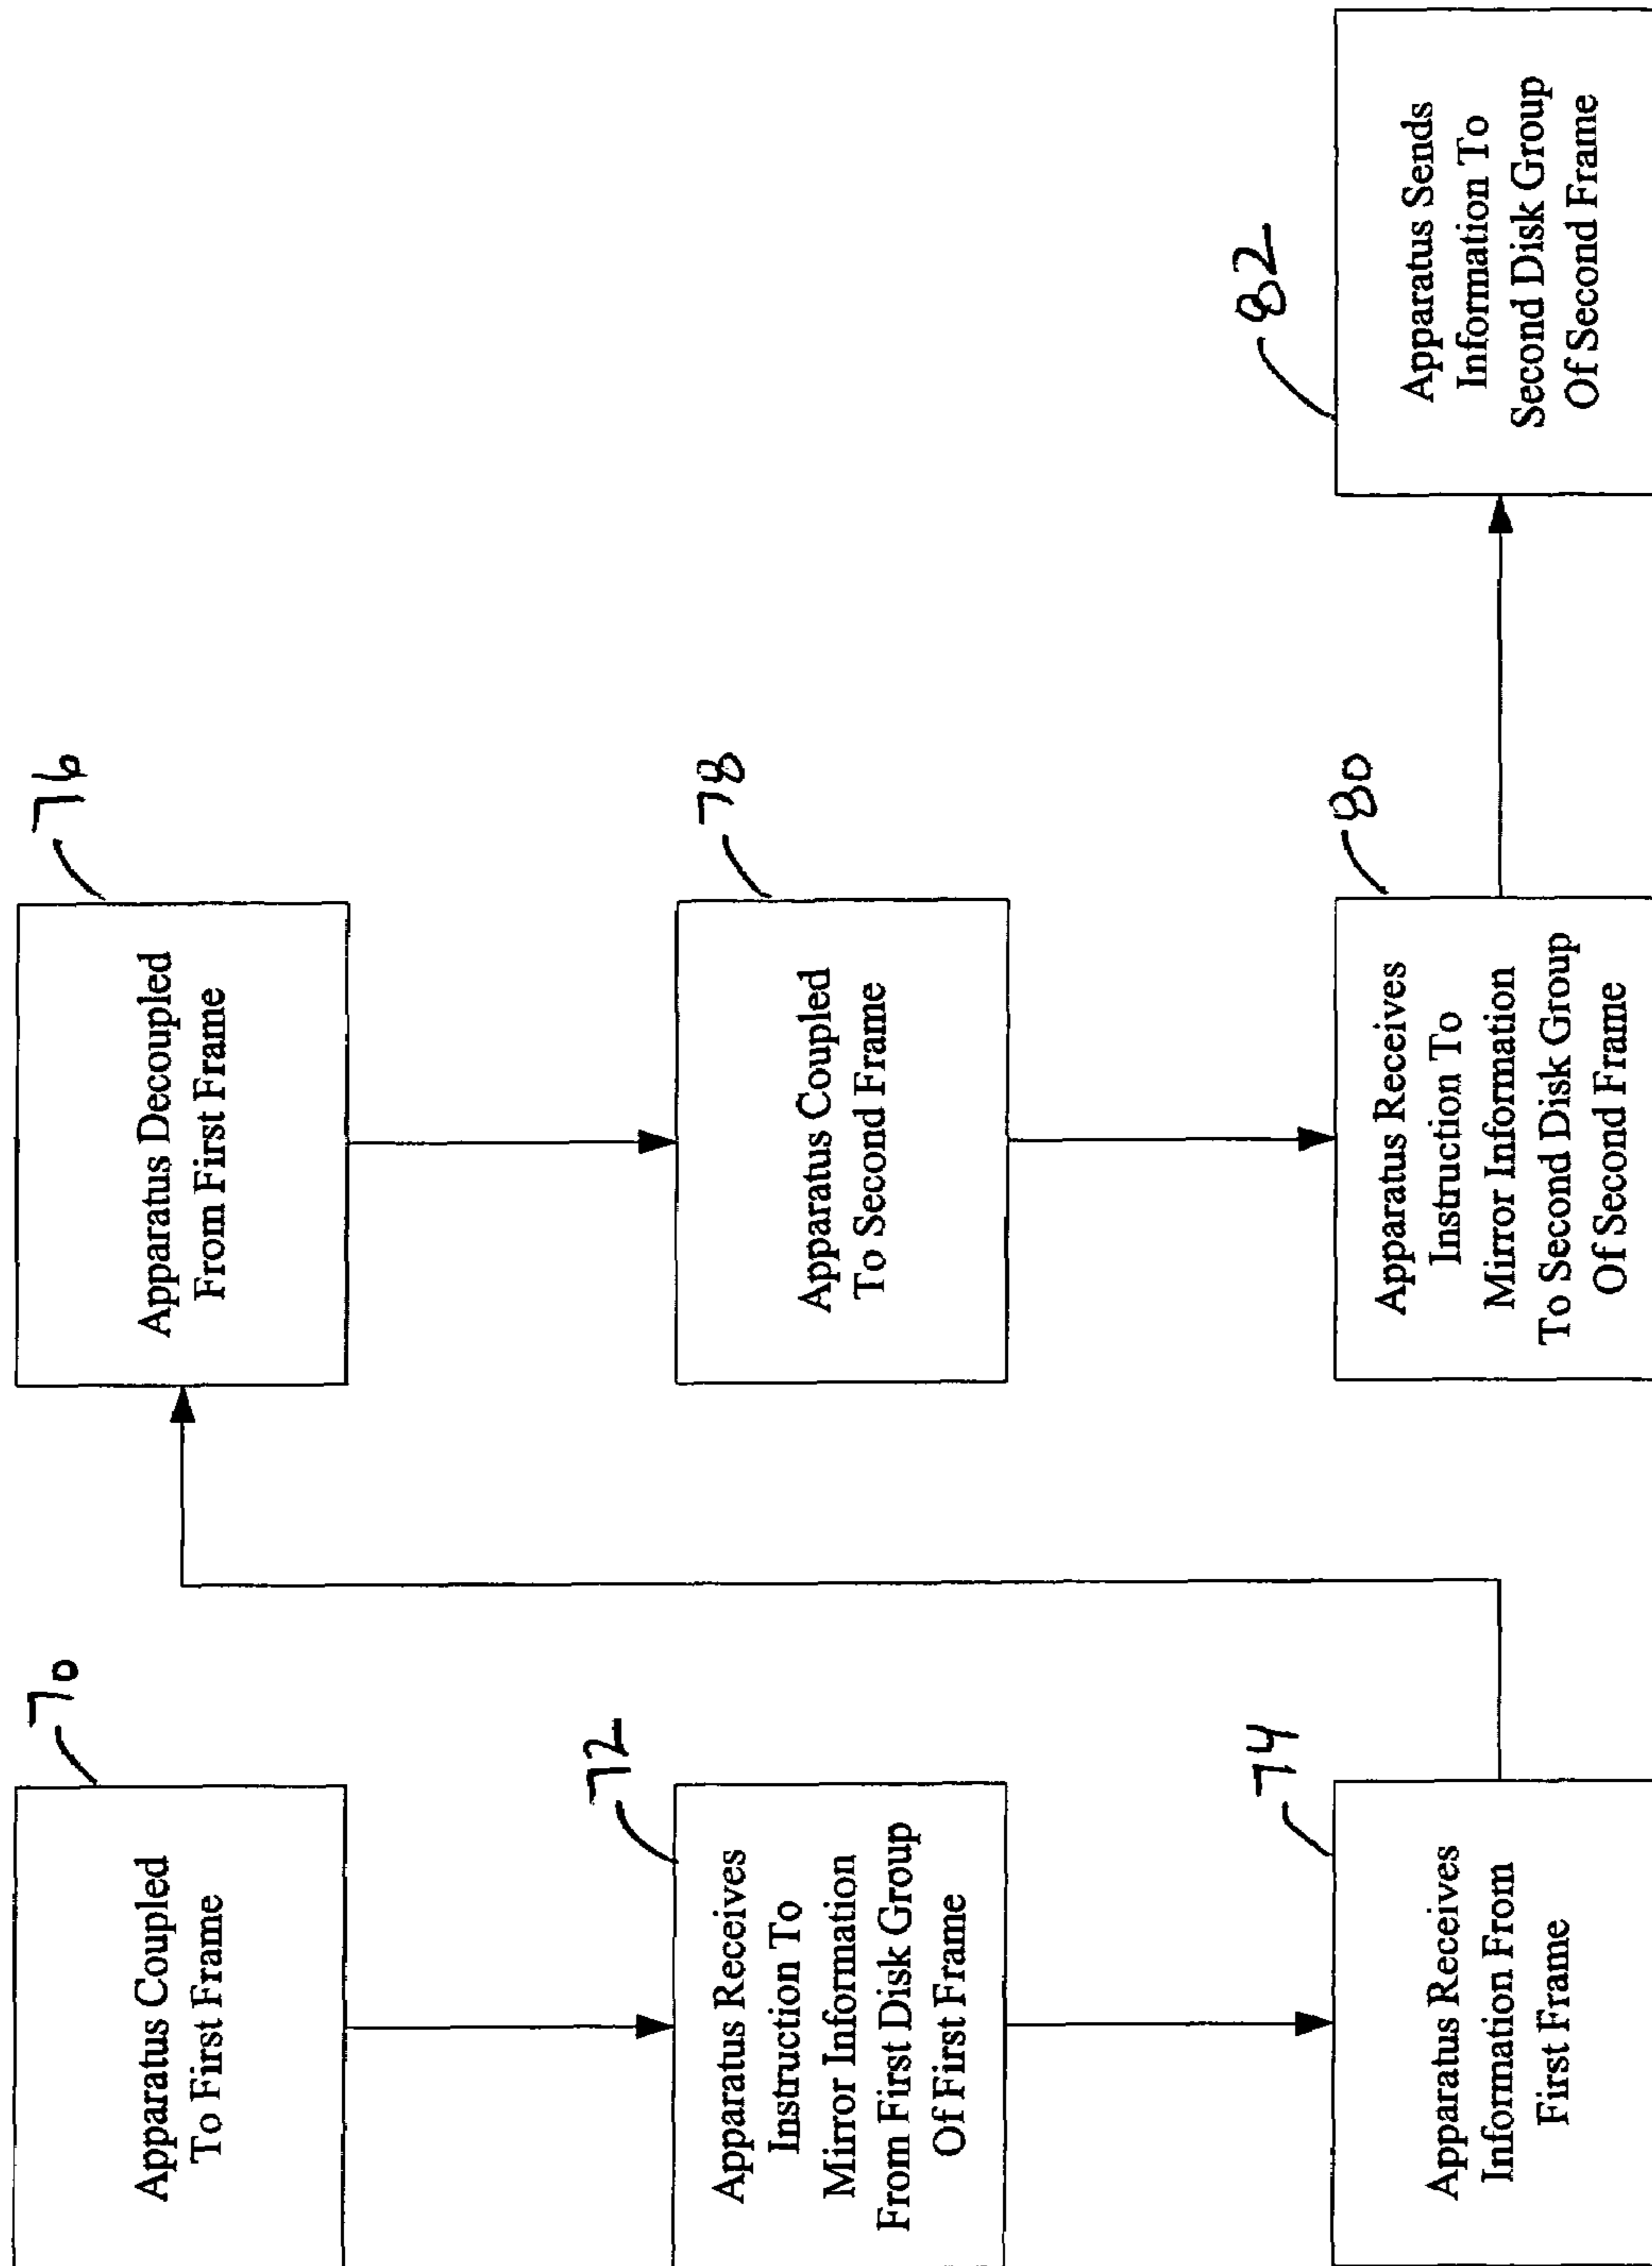 70
Apparatus Coupled
To First Frame
72
Apparatus Receives
Instruction To
Mirror Information
From First Disk Group
Of First Frame
74
Apparatus Receives
Information From
First Frame
76
Apparatus Decoupled
From First Frame
78
Apparatus Coupled
To Second Frame
80
Apparatus Receives
Instruction To
Mirror Information
To Second Disk Group
Of Second Frame
82
Apparatus Sends
Information To
Second Disk Group
Of Second Frame